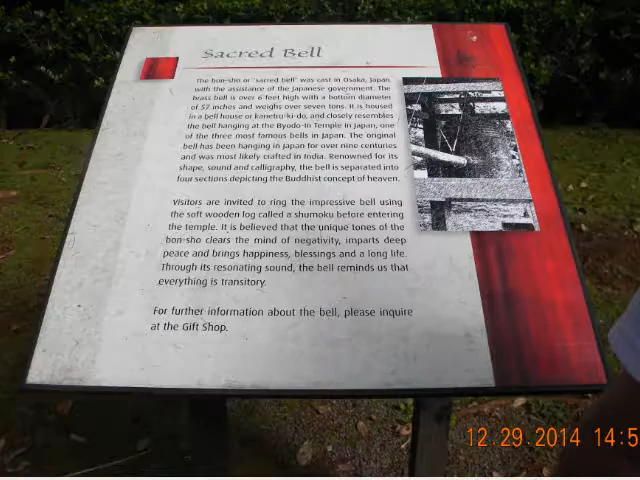 Sacred Bell
The bon-sho or "sacred bell" was cast in Osaka, Japan
with the assistance of the Japanese government. The
brass bell is over 6 feet high with a bottom diameter
of 57 inches and weighs over seven tons. It is housed
in a bell house or kanetsu-ki-do, and closely resembles
the bell hanging at the Byodo-In Temple in Japan, one
of the three most famous bells in Japan. The original
bell has been hanging in Japan for over nine centuries
and was most likely crafted in India. Renowned for its
shape, sound and calligraphy, the bell is separated into
four sections depicting the Buddhist concept of heaven.
Visitors are invited to ring the impressive bell using
the soft wooden log called a shumoku before entering
the temple. It is believed that the unique tones of the
bon-sho clears the mind of negativity, imparts deep
peace and brings happiness, blessings and a long life.
Through its resonating sound, the bell reminds us that
everything is transitory.
For further information about the bell, please inquire
at the Gift Shop.
12.29.2014 14:5